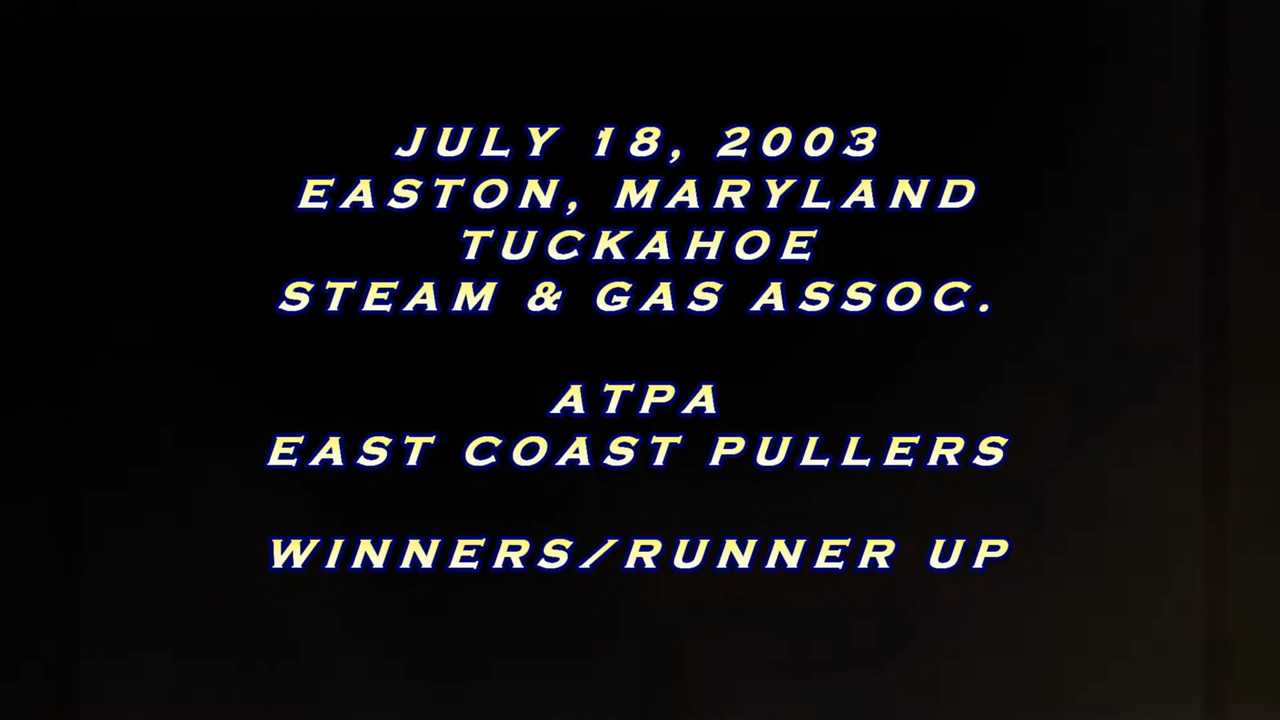 JULY 18, 2003
EASTON, MARYLAND
TUCKAHOE
STEAM & GAS ASSOC.
ATPA
EAST COAST PULLERS
WINNERS/RUNNER UP